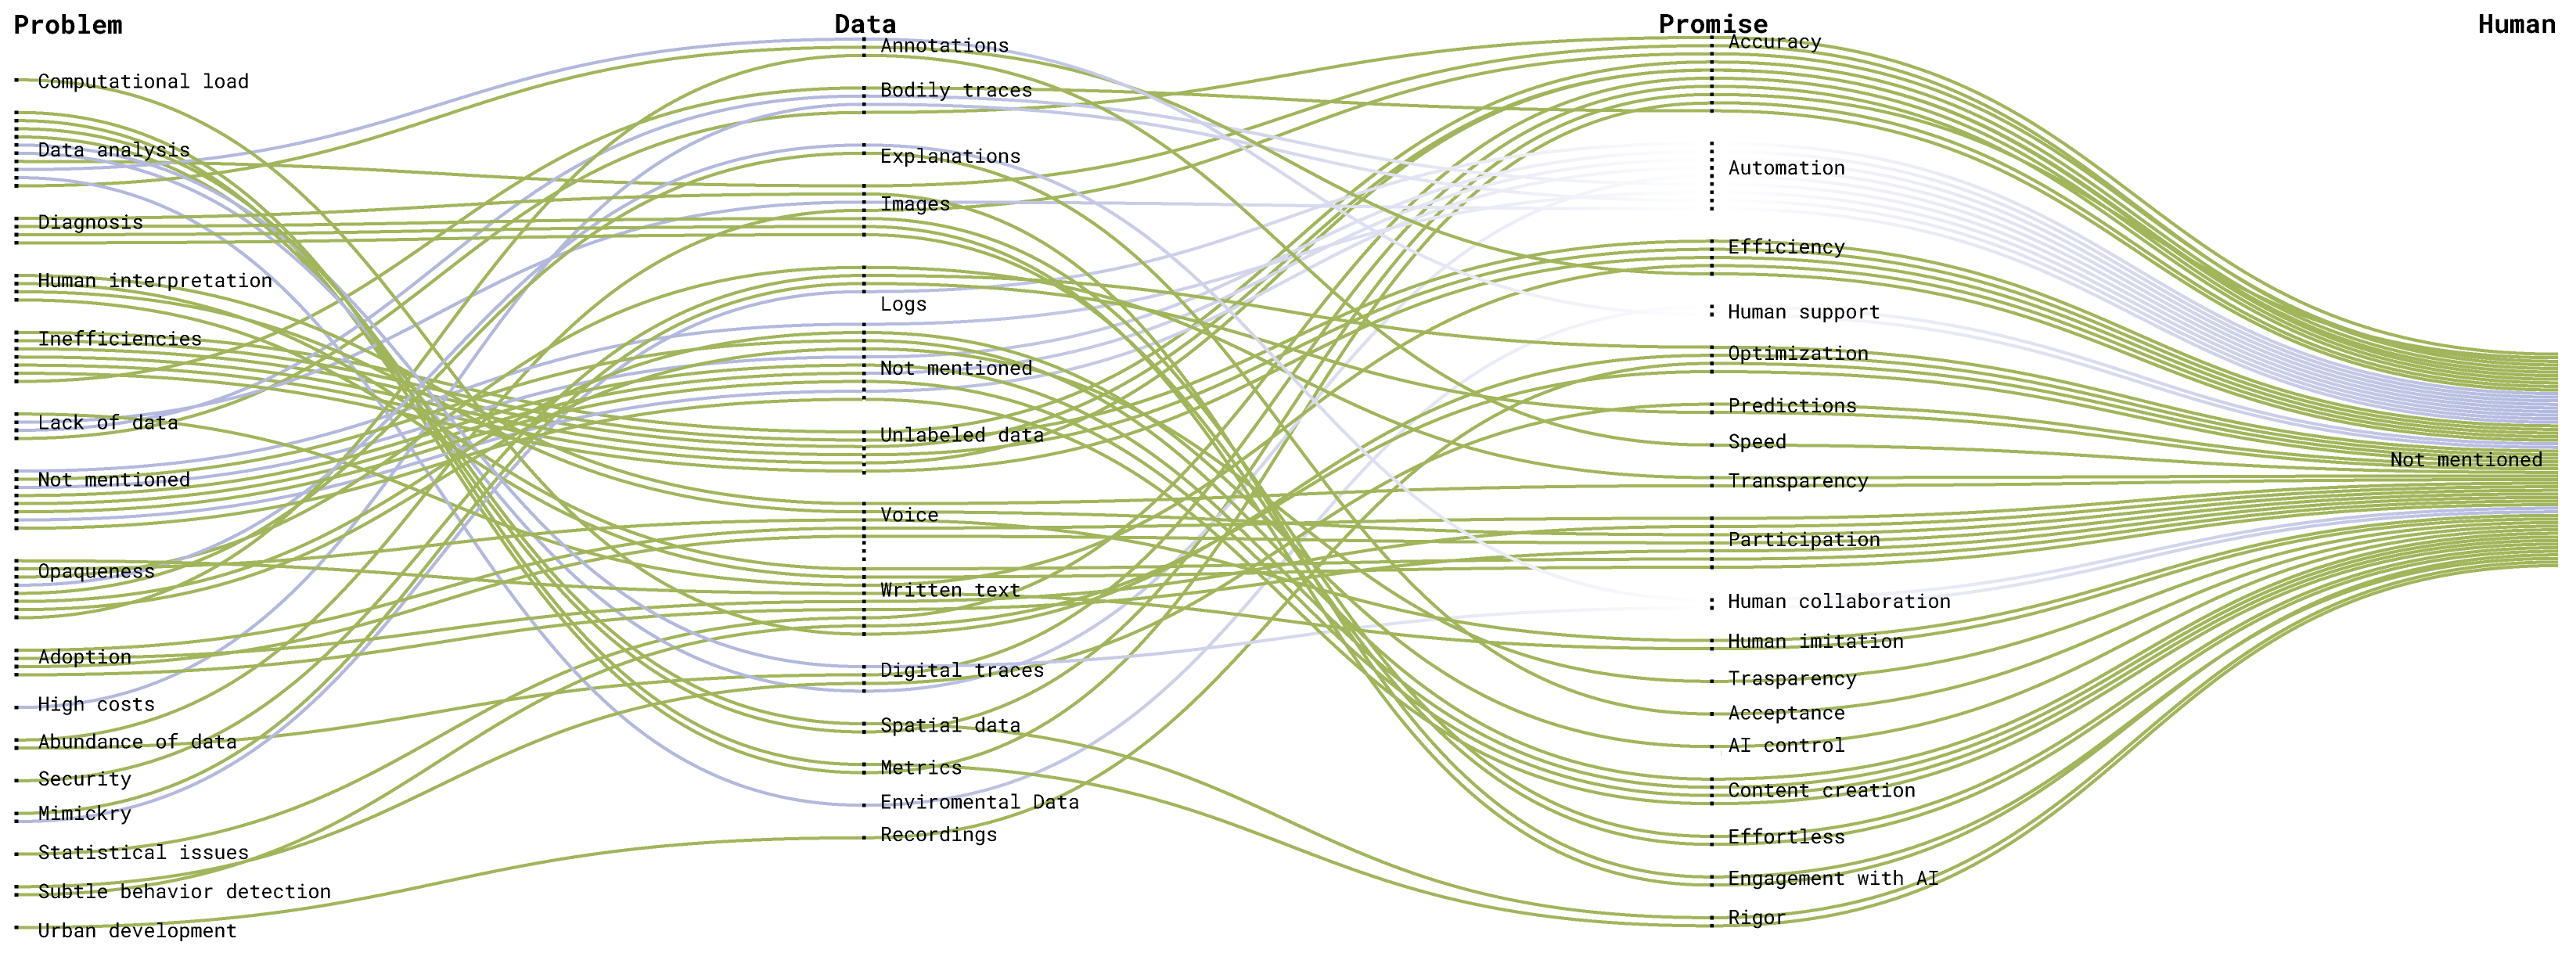 Problem
Data
Promise
Human
Computational load
Data analysis
Diagnosis
Human interpretation
Inefficiencies
Lack of data
Not mentioned
Opaqueness
Adoption
High costs
Abundance of data
Security
Mimickry
Statistical issues
Subtle behavior detection
Urban development
Annotations
Bodily traces
Explanations
Images
Logs
Not mentioned
Unlabeled data
Voice
Written text
Digital traces
Spatial data
Metrics
Enviromental Data
Recordings
Accuracy
Automation
Efficiency
Human support
Optimization
Predictions
Speed
Transparency
Participation
Human collaboration
Human imitation
Trasparency
Acceptance
AI control
Content creation
Effortless
Engagement with AI
Rigor
Not mentioned